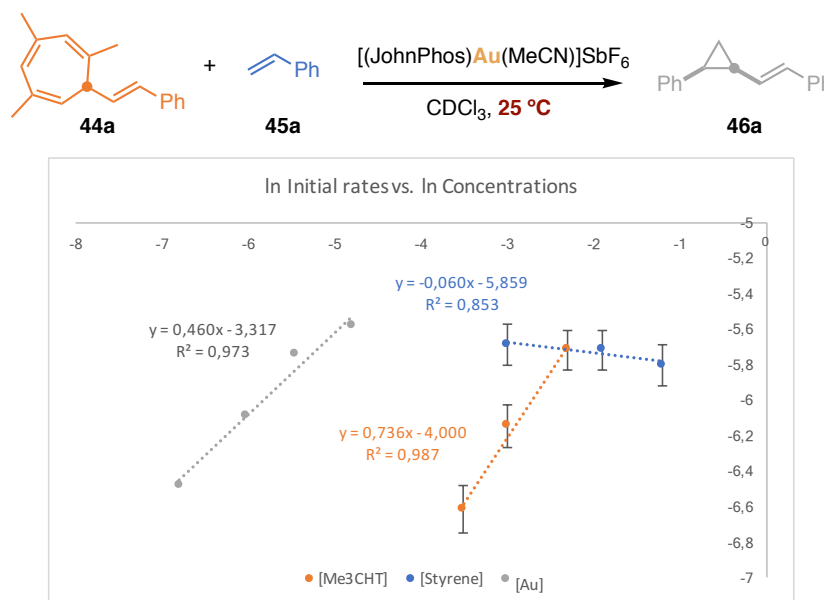 [(JohnPhos)Au(MeCN)]SbF6
+
Ph
Ph
Ph
Ph
CDCl3, 25 ºC
44a
45a
46a
ln Initial rates vs. ln Concentrations
-8 -7 -6 -5 -4 -3 -2 -1 0
-5
-5,2
-5,4
-5,6
-5,8
-6
-6,2
-6,4
-6,6
-6,8
-7
y = -0,060x - 5,859
R² = 0,853
y = 0,460x - 3,317
R² = 0,973
y = 0,736x - 4,000
R² = 0,987
[Me3CHT] [Styrene] [Au]